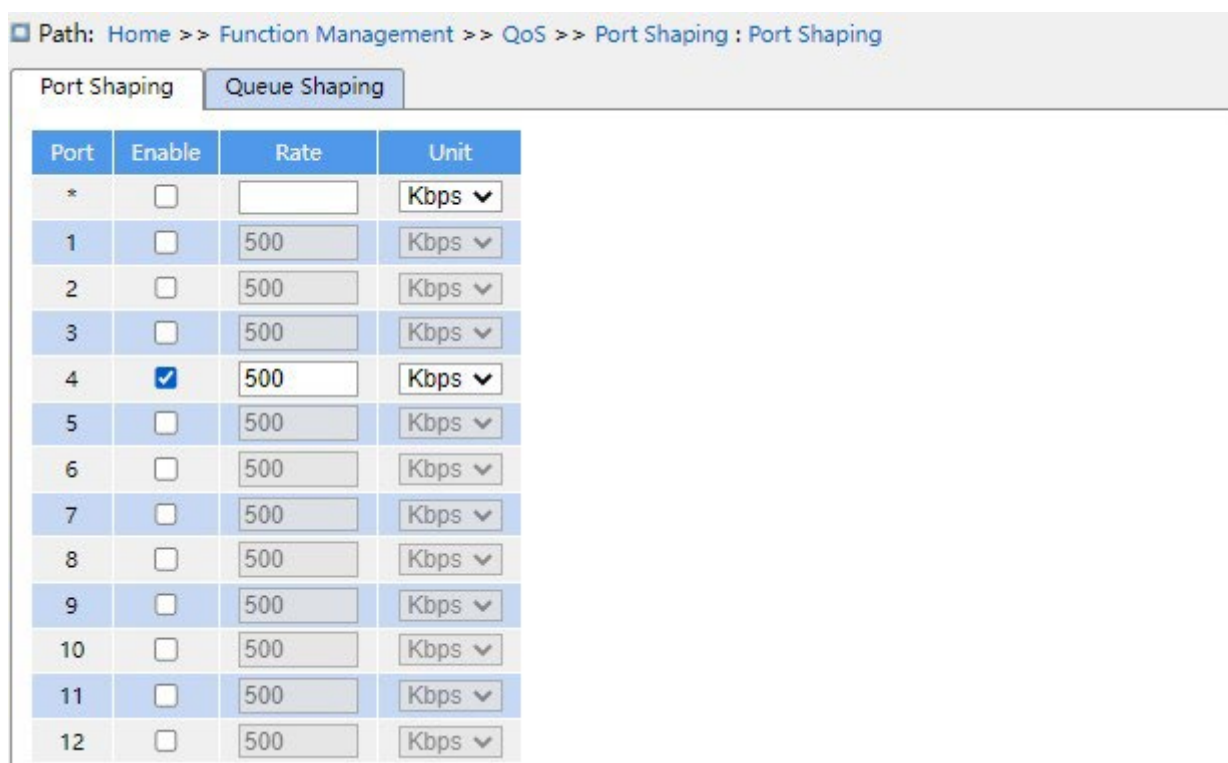 Path: Home >> Function Management >> QoS >> Port Shaping : Port Shaping
Port Shaping Queue Shaping
Port Enable Rate Unit
* Kbps
1 500 Kbps
2 500 Kbps
3 500 Kbps
4 500 Kbps
5 500 Kbps
6 500 Kbps
7 500 Kbps
8 500 Kbps
9 500 Kbps
10 500 Kbps
11 500 Kbps
12 500 Kbps